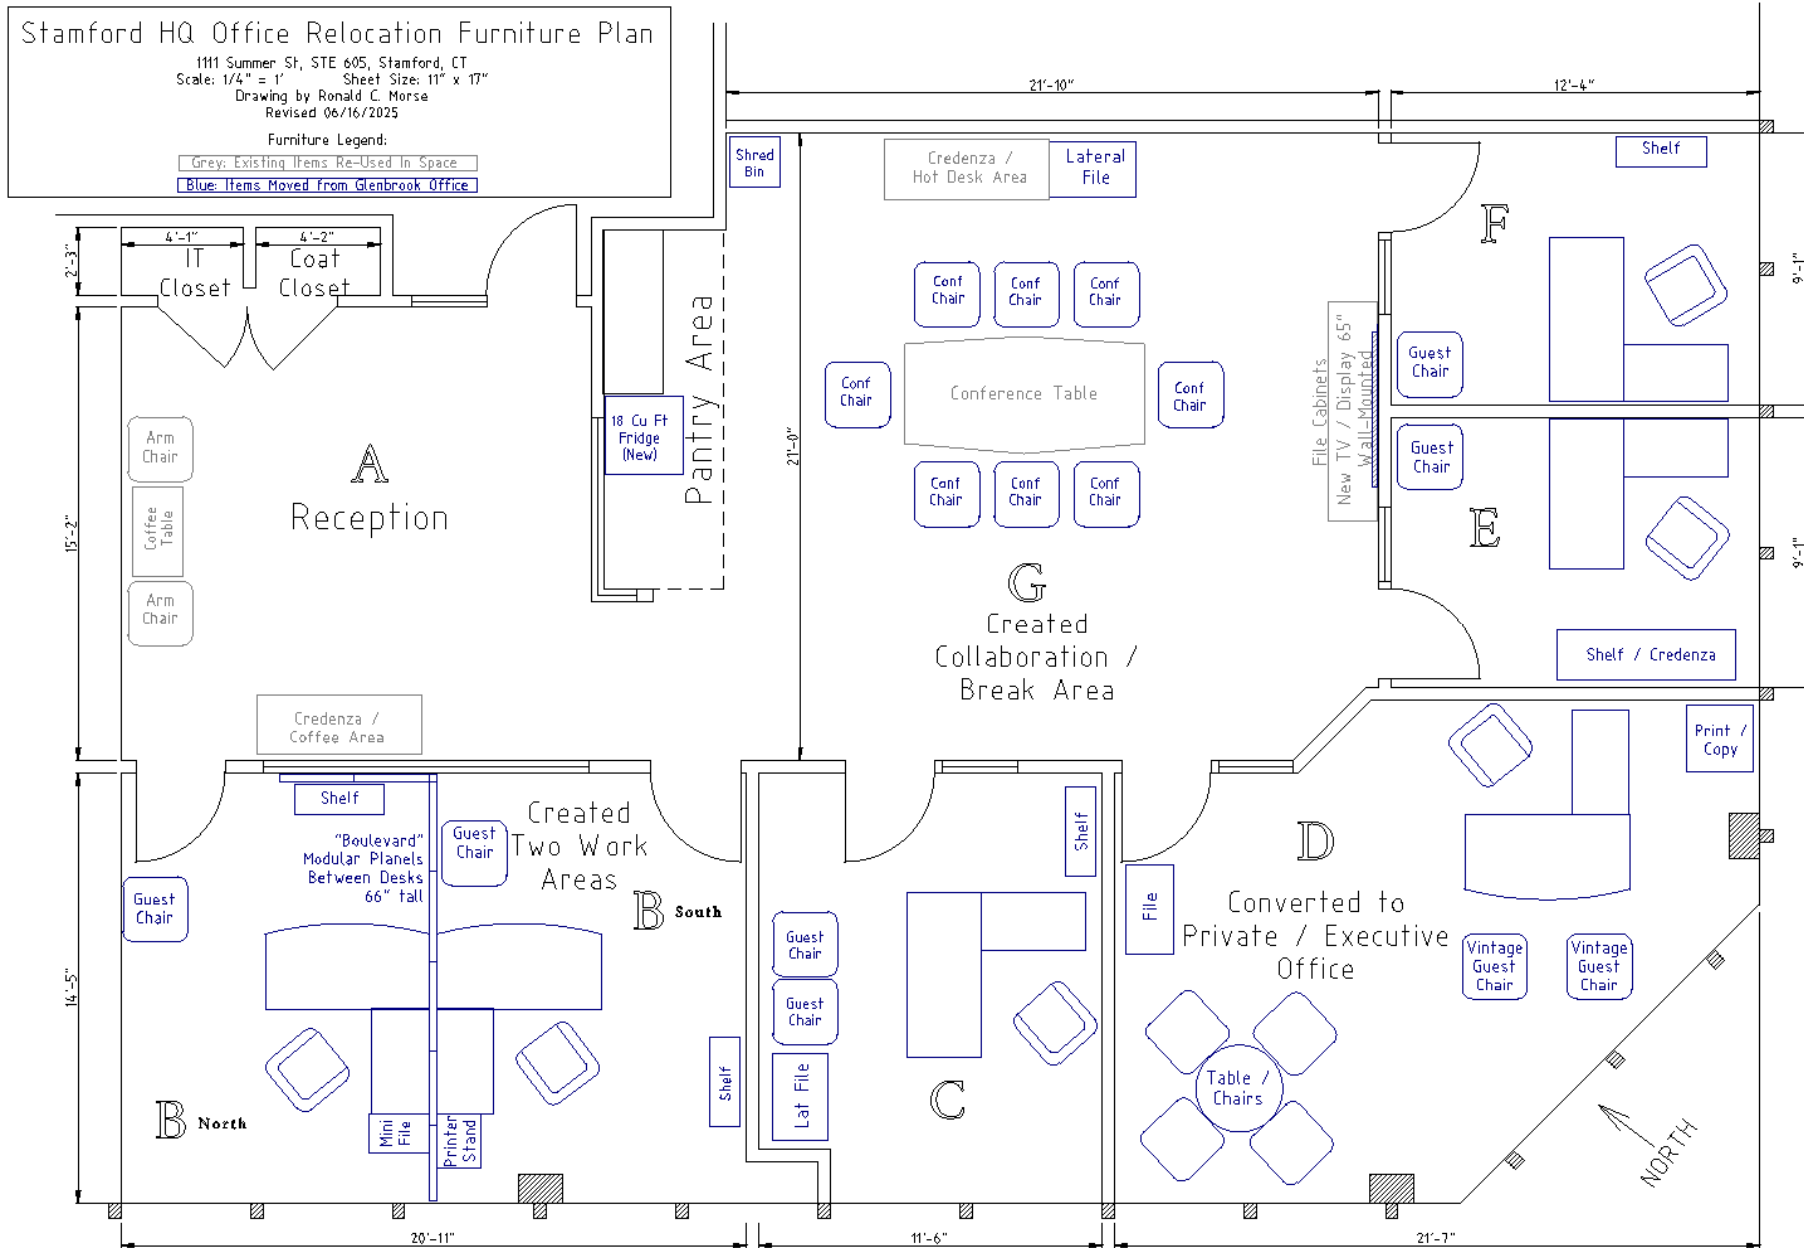 Stamford HQ Office Relocation Furniture Plan
1111 Summer St, STE 605, Stamford, CT
Scale: 1/4" = 1' Sheet Size: 11" x 17"
Drawing by Ronald C. Morse
Revised 06/16/2025
Furniture Legend:
Grey: Existing Items Re-Used In Space
Blue: Items Moved from Glenbrook Office
21'-10"
12'-4"
Shred
Bin
Credenza /
Hot Desk Area
Lateral
File
Shelf
F
4'-1"
4'-2"
2'-3"
IT
Closet
Coat
Closet
9'-1"
Pantry Area
Conf
Chair
Conf
Chair
Conf
Chair
Guest
Chair
File Cabinets
New TV / Display 65"
Wall-Mounted
18 Cu Ft
Fridge
(New)
Conf
Chair
Conference Table
Conf
Chair
21'-0"
Arm
Chair
A
Reception
Coffee
Table
Arm
Chair
15'-2"
Conf
Chair
Conf
Chair
Conf
Chair
Guest
Chair
E
9'-1"
G
Created
Collaboration /
Break Area
Shelf / Credenza
Credenza /
Coffee Area
Print /
Copy
Shelf
"Boulevard"
Modular Planels
Between Desks
66" tall
Guest
Chair
Created
Two Work
Areas
B South
Guest
Chair
Shelf
D
Converted to
Private / Executive
Office
File
Guest
Chair
Guest
Chair
Vintage
Guest
Chair
Vintage
Guest
Chair
14'-5"
B North
Mini
File
Printer
Stand
Shelf
Lat File
C
Table /
Chairs
NORTH
20'-11"
11'-6"
21'-7"